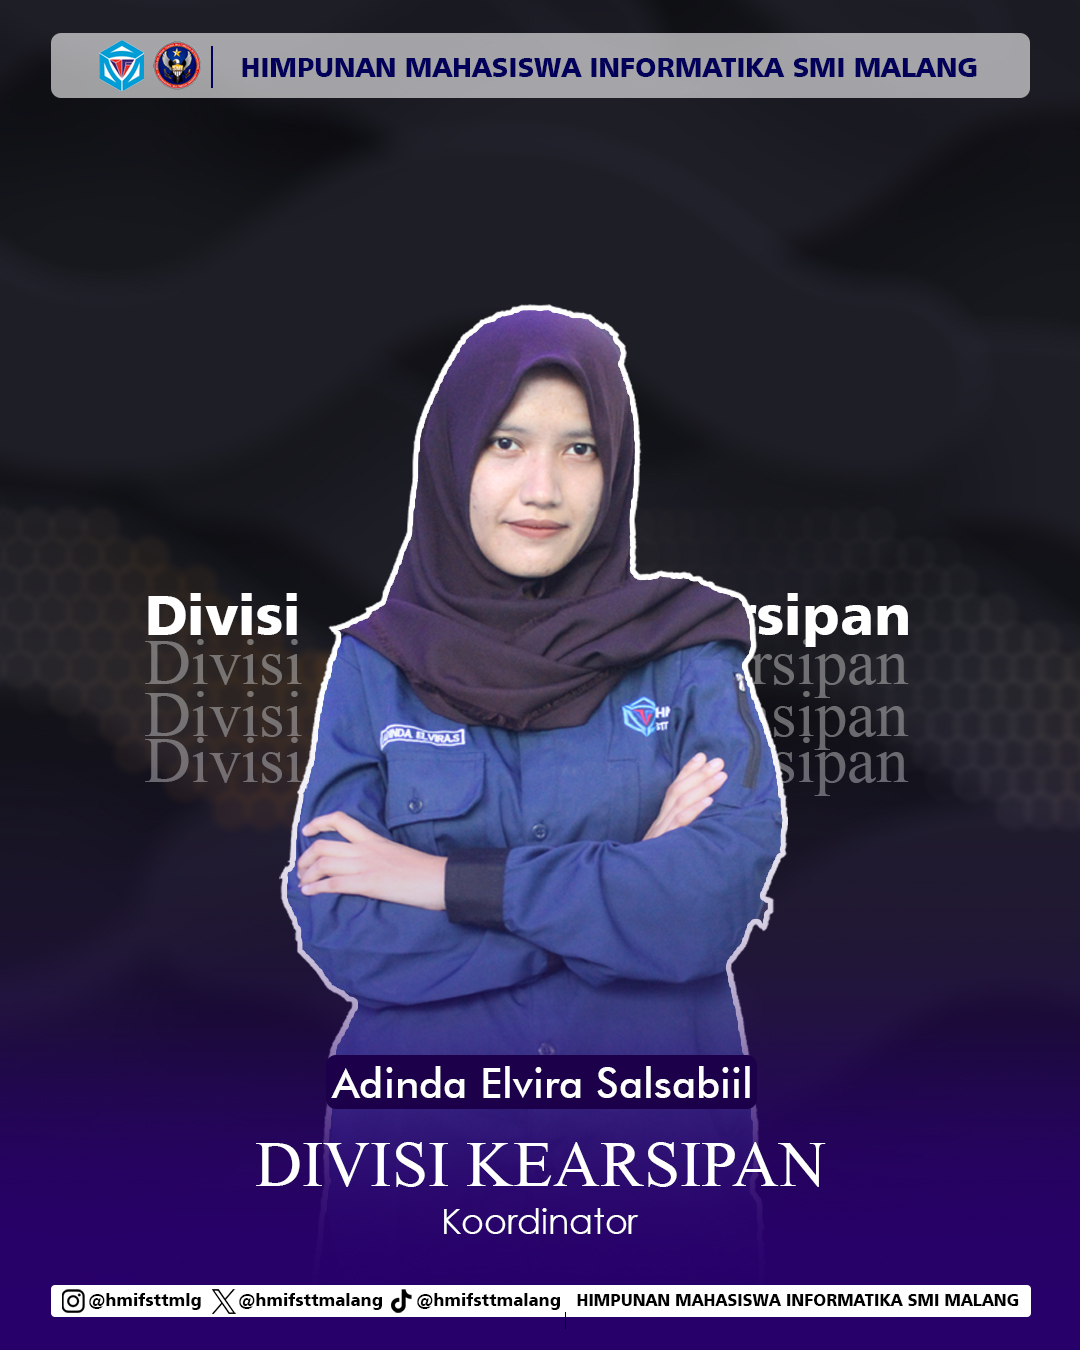 HIMPUNAN MAHASISWA INFORMATIKA SMI MALANG
Divisi rsipan
Divisi rsipan
Divisi sipan
Divisi sipan
ADINDA ELVIRA.S
Adinda Elvira Salsabiil
DIVISI KEARSIPAN
Koordinator
@hmifsttmlg @hmifsttmalang @hmifsttmalang HIMPUNAN MAHASISWA INFORMATIKA SMI MALANG